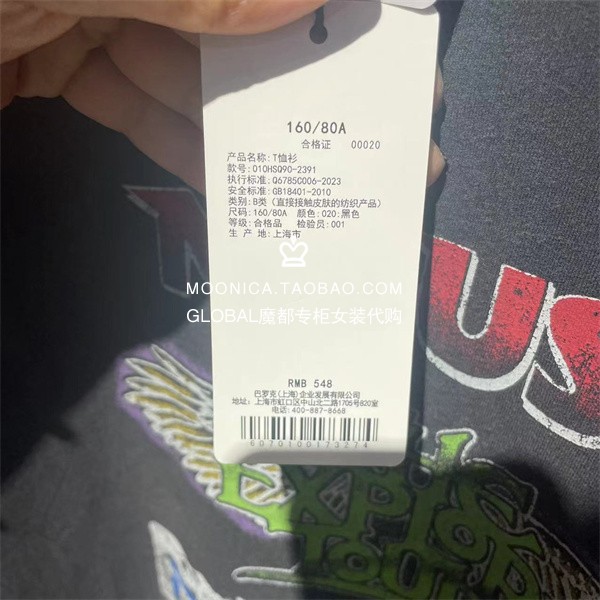 160/80A
合格证 00020
产品名称:T恤衫
款号:010HSQ90-2391
执行标准:Q6785C006-2023
安全标准:GB18401-2010
类别:B类(直接接触皮肤的纺织产品)
尺码:160/80A 颜色:020:黑色
等级:合格品 检验员:001
生 产 地:上海市
MOONICA.TAOBAO.COM
GLOBAL魔都专柜女装代购
RMB 548
巴罗克(上海)企业发展有限公司
地址:上海市虹口区中山北二路1705号820室
电话:400-887-8668
6070100173274
US
TOUR